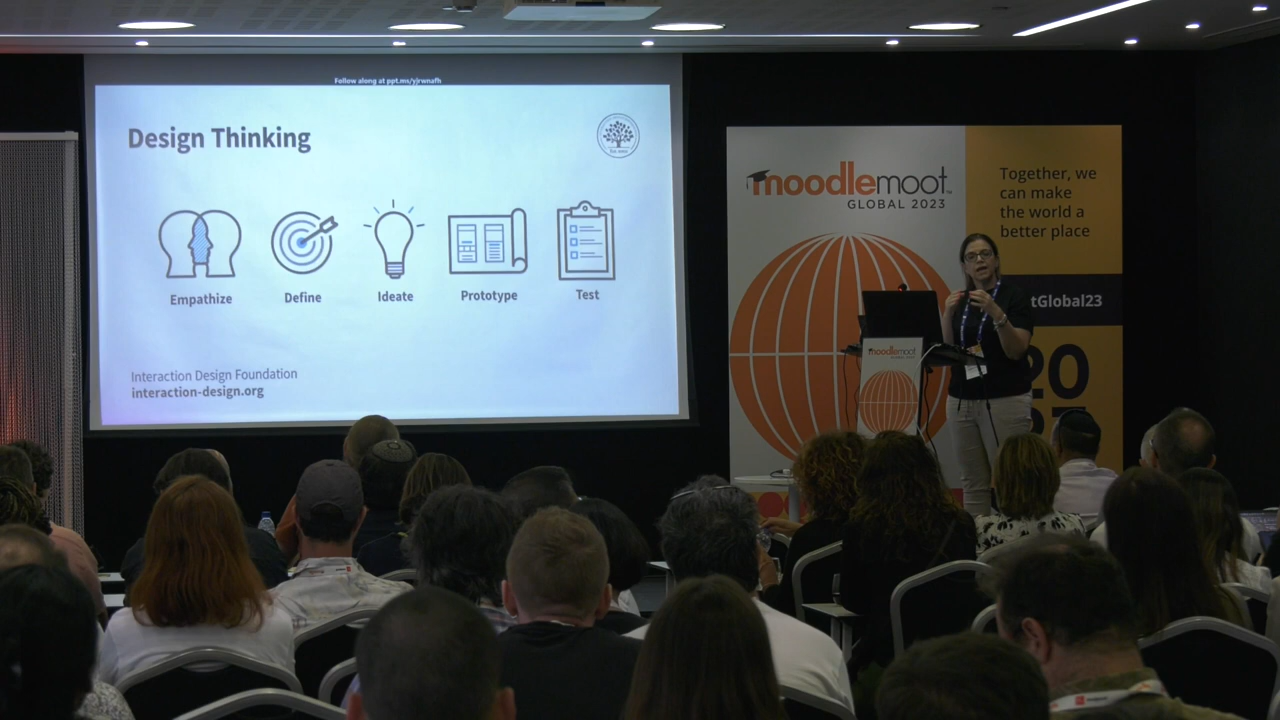 Follow along at ppt.ms/yjrwnafh
Design Thinking
Empathize
Define
Ideate
Prototype
Test
Interaction Design Foundation
interaction-design.org
moodlemoot
GLOBAL 2023
Together, we
can make
the world a
better place
tGlobal23
20
moodlemoot